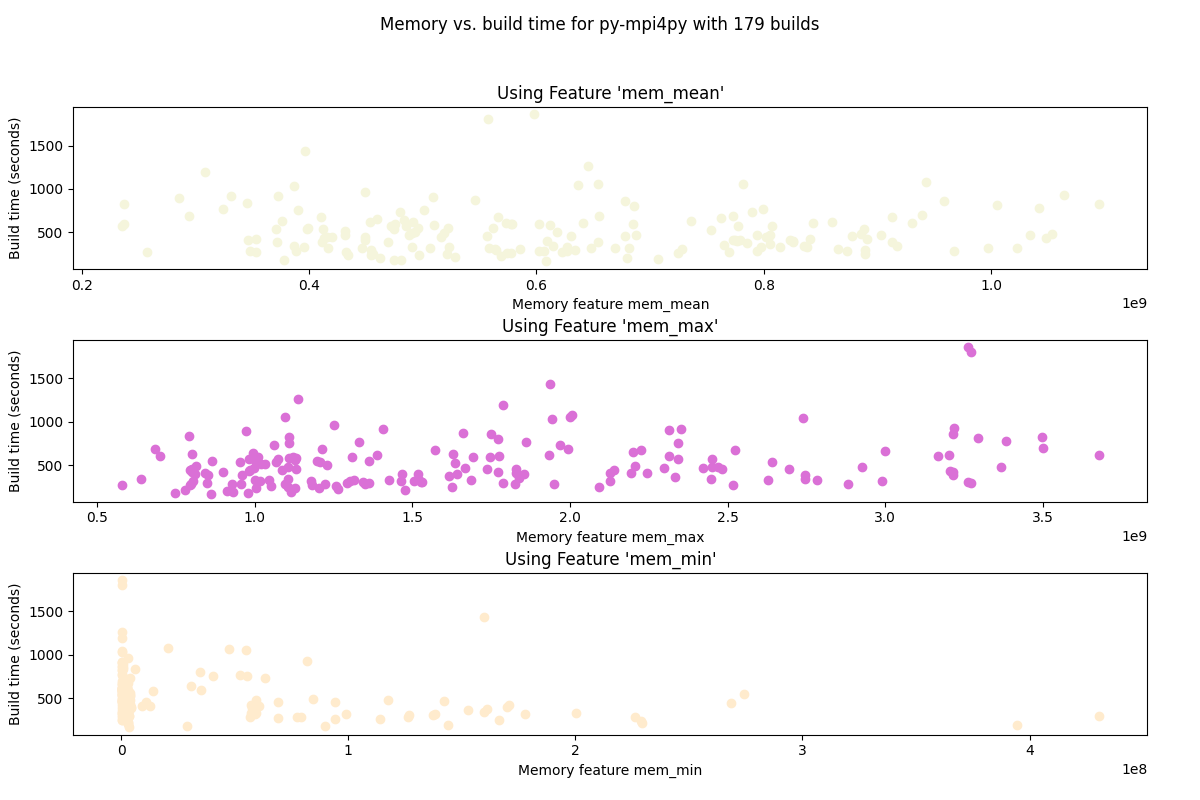 Memory vs. build time for py-mpi4py with 179 builds
Using Feature 'mem_mean'
Build time (seconds)
1500
1000
500
0.2 0.4 0.6 0.8 1.0
1e9
Memory feature mem_mean
Using Feature 'mem_max'
Build time (seconds)
1500
1000
500
0.5 1.0 1.5 2.0 2.5 3.0 3.5
1e9
Memory feature mem_max
Using Feature 'mem_min'
Build time (seconds)
1500
1000
500
0 1 2 3 4
1e8
Memory feature mem_min